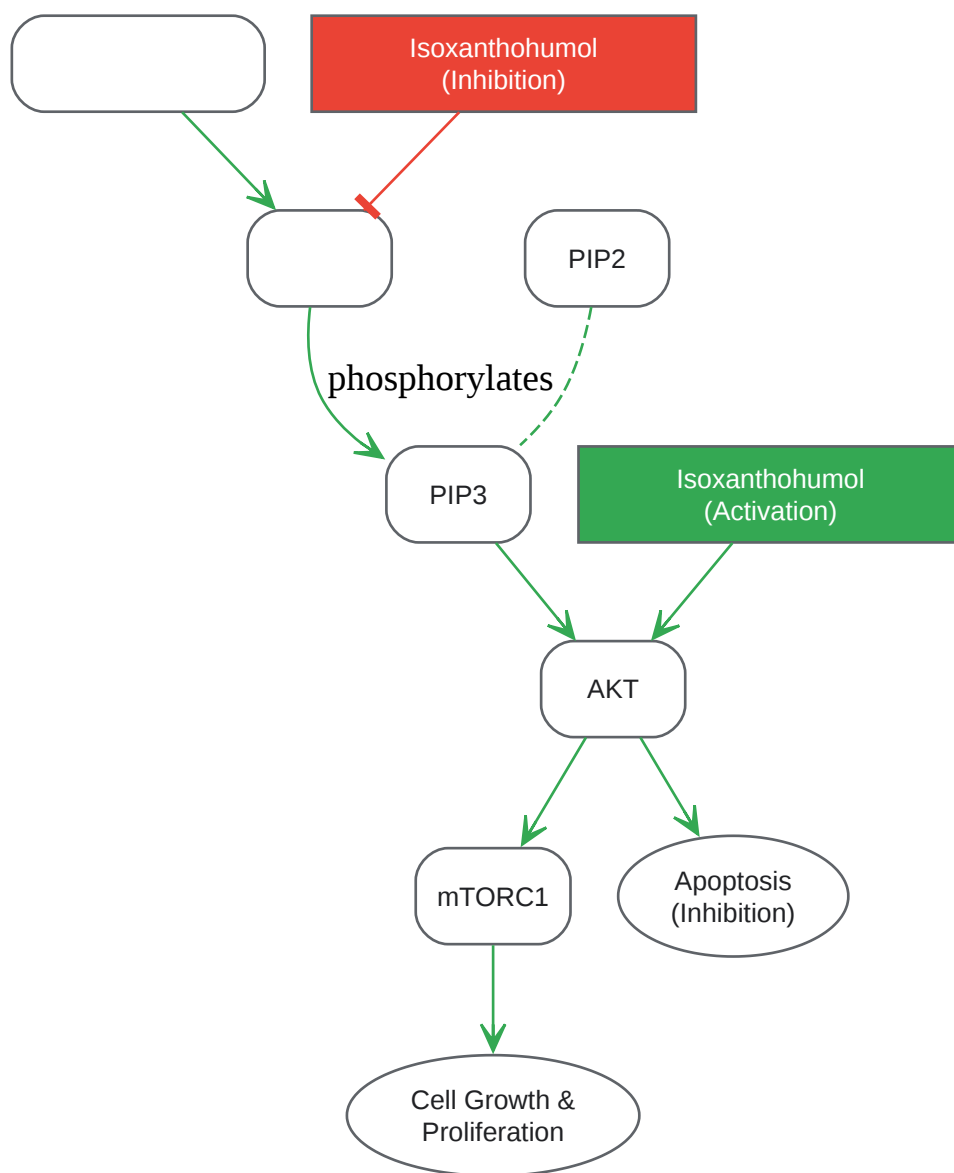 Isoxanthohumol
(Inhibition)
PIP2
phosphorylates
PIP3
Isoxanthohumol
(Activation)
AKT
mTORC1
Apoptosis
(Inhibition)
Cell Growth &
Proliferation